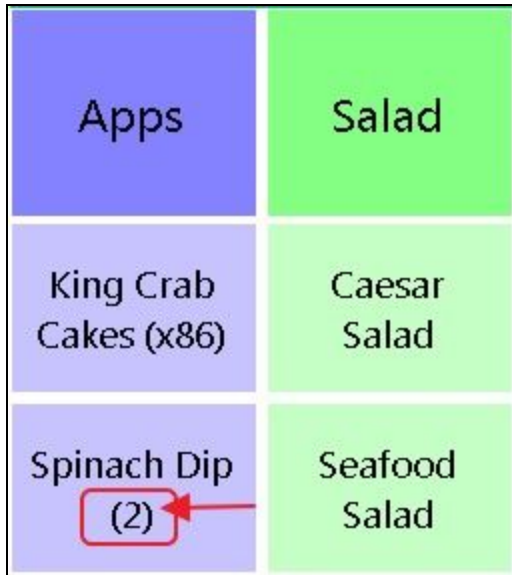 Apps
Salad
King Crab
Cakes (x86)
Caesar
Salad
Spinach Dip
(2)
Seafood
Salad